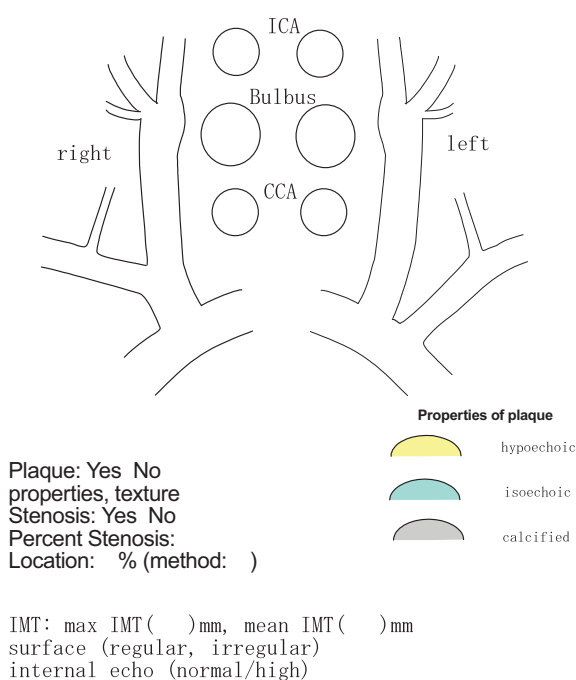 ICA
Bulbus
right
left
CCA
Properties of plaque
hypoechoic
isoechoic
calcified
Plaque: Yes No
properties, texture
Stenosis: Yes No
Percent Stenosis:
Location: % (method: )
IMT: max IMT( )mm, mean IMT( )mm
surface (regular, irregular)
internal echo (normal/high)